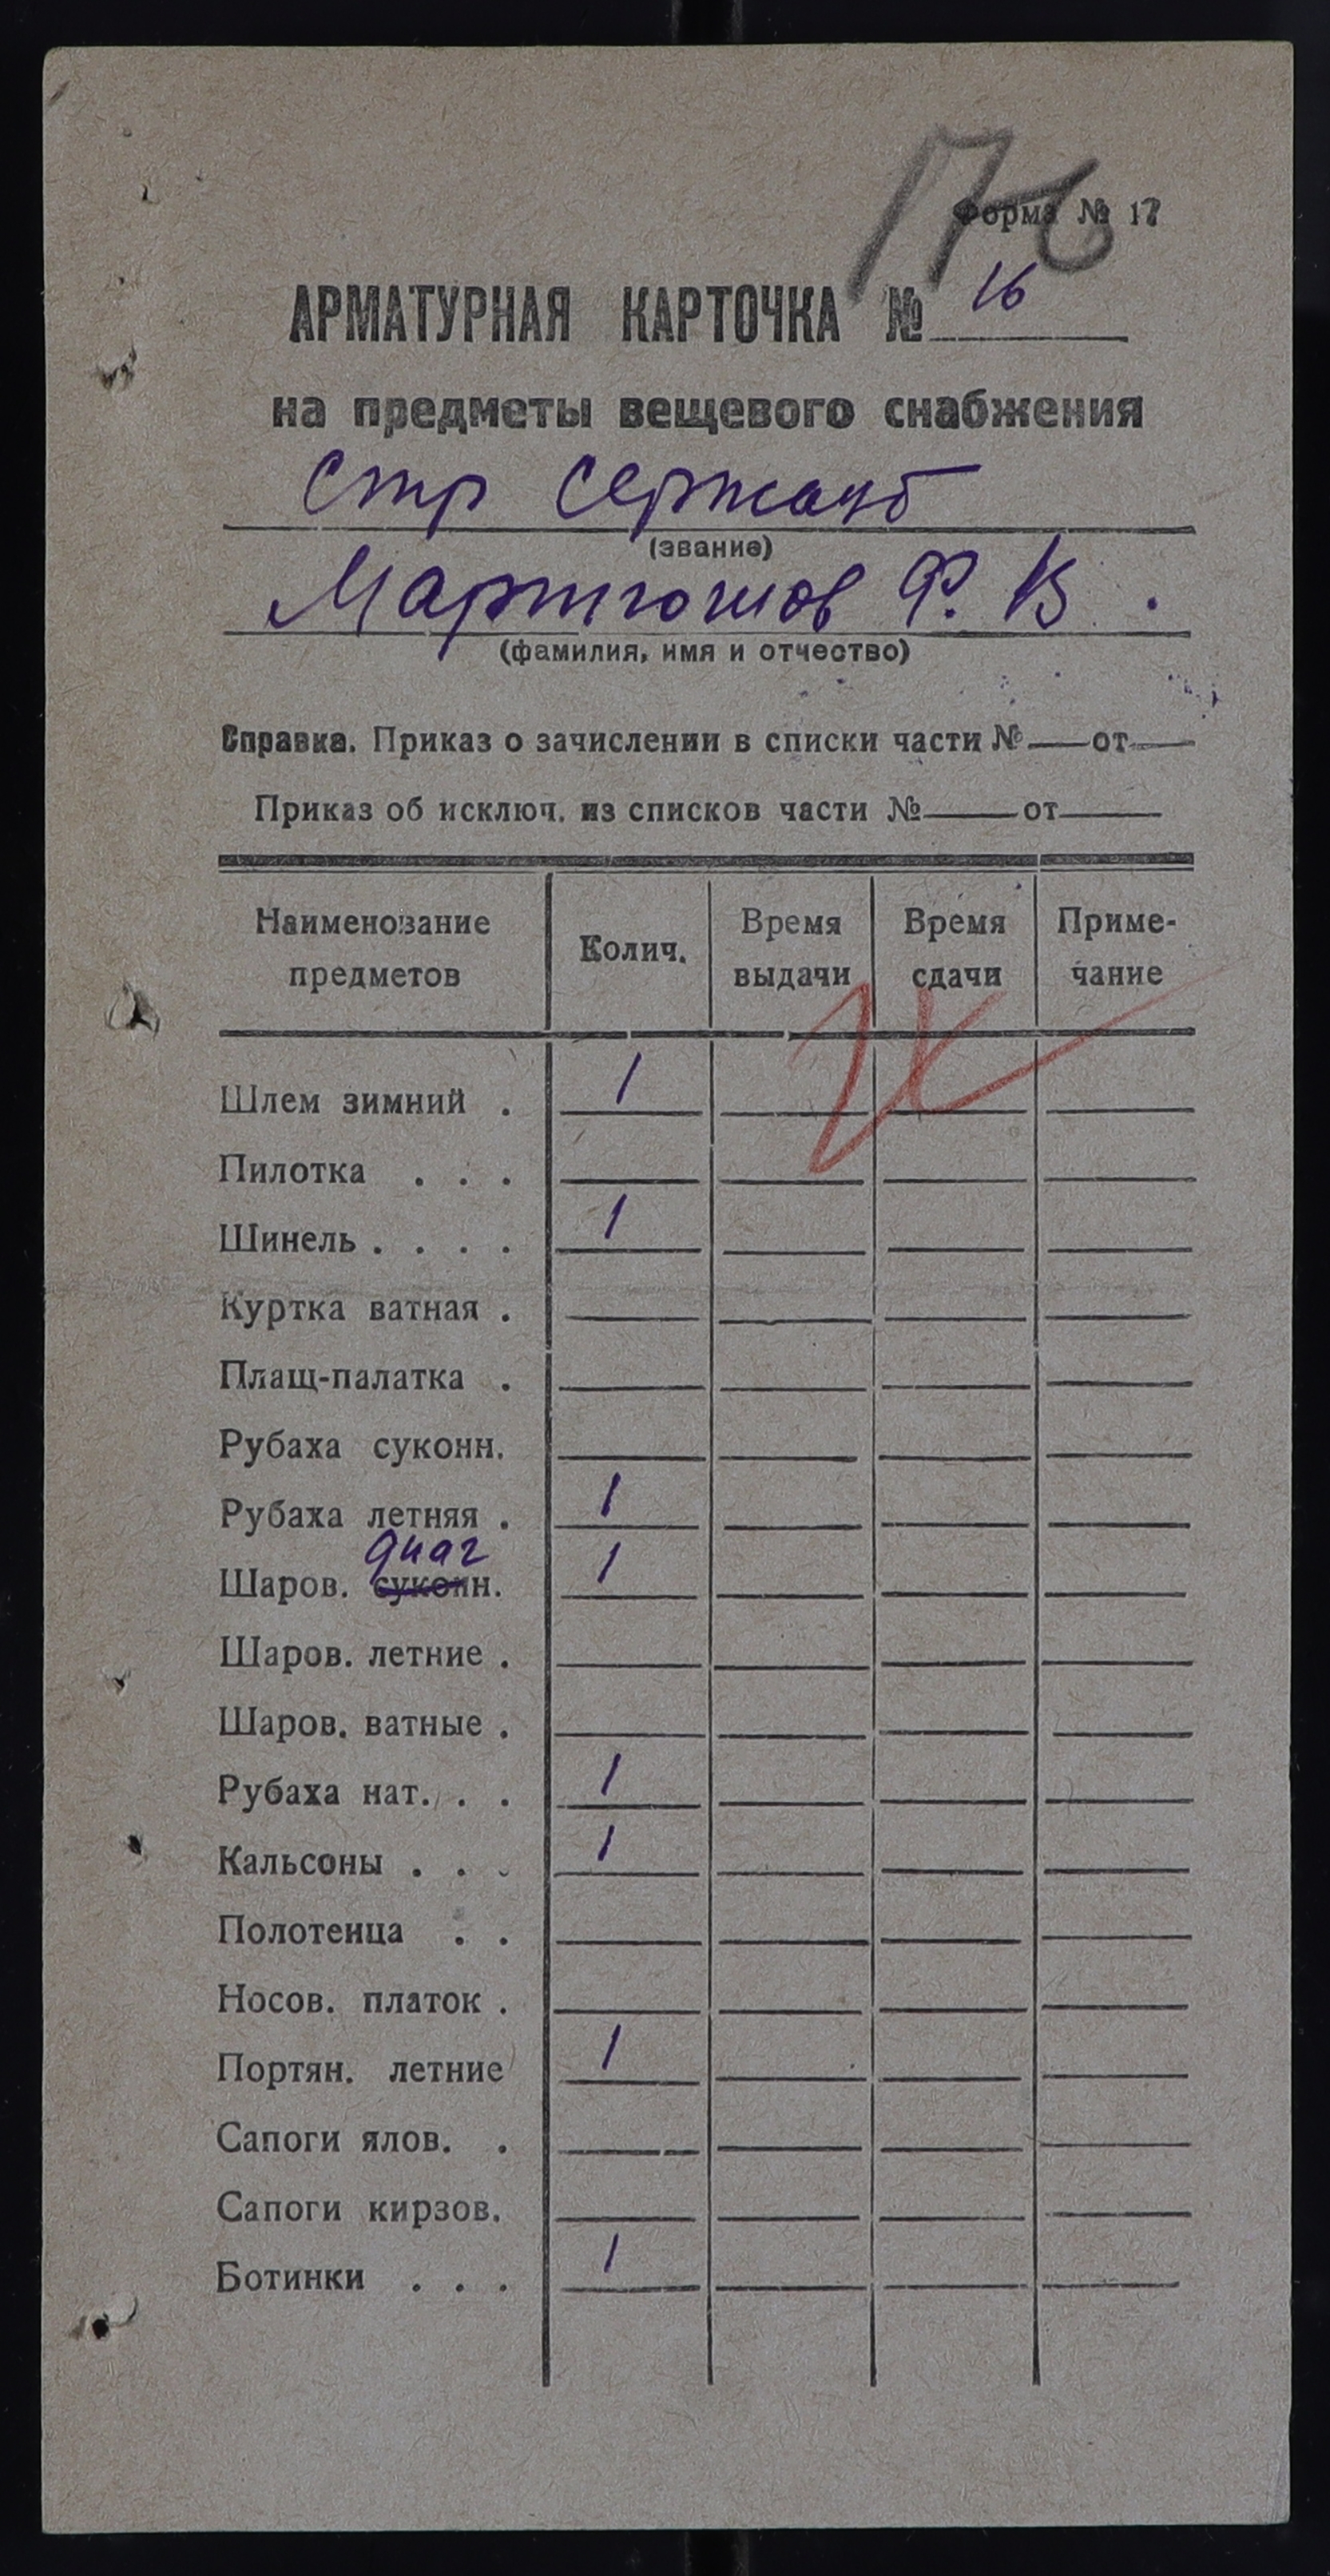 176
Форма № 17
АРМАТУРНАЯ КАРТОЧКА № 16
на предметы вещевого снабжения
Стр Сержант
(звание)
Мартюшов Ф. В.
(фамилия, имя и отчество)
Справка. Приказ о зачислении в списки части № — от —
Приказ об исключ. из списков части № — от —
Наименование предметов Колич. Время выдачи Время сдачи Приме-чание
Шлем зимний . 1
Пилотка . . .
Шинель . . . . 1
Куртка ватная .
Плащ-палатка .
Рубаха суконн.
Рубаха летняя . 1
диаг
Шаров. суконн. 1
Шаров. летние .
Шаров. ватные .
Рубаха нат. . . 1
Кальсоны . . . 1
Полотенца . .
Носов. платок .
Портян. летние 1
Сапоги ялов. .
Сапоги кирзов.
Ботинки . . . 1